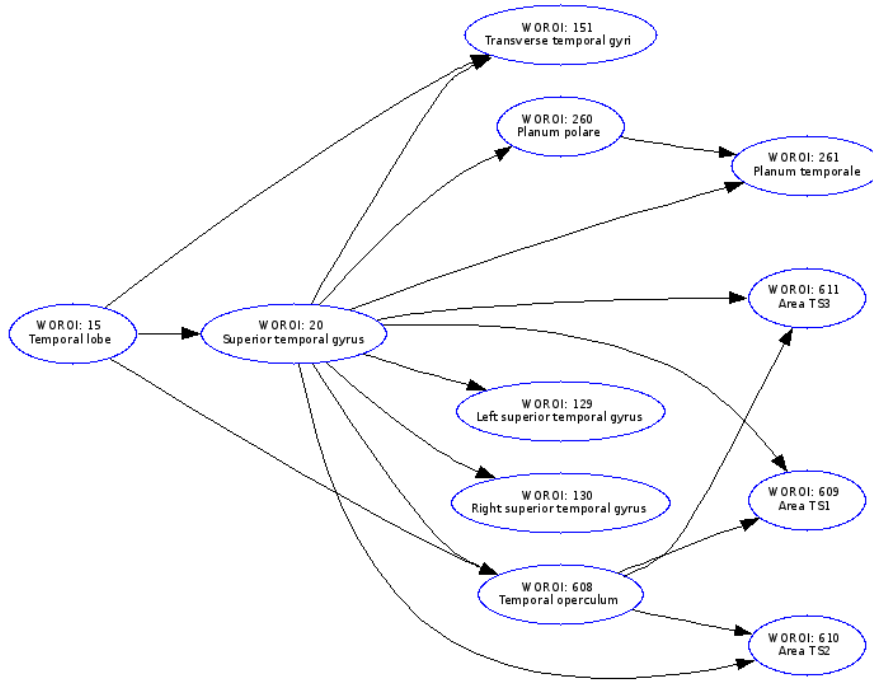 WOROI: 151
Transverse temporal gyri
WOROI: 260
Planum polare
WOROI: 261
Planum temporale
WOROI: 611
Area TS3
WOROI: 15
Temporal lobe
WOROI: 20
Superior temporal gyrus
WOROI: 129
Left superior temporal gyrus
WOROI: 130
Right superior temporal gyrus
WOROI: 609
Area TS1
WOROI: 608
Temporal operculum
WOROI: 610
Area TS2